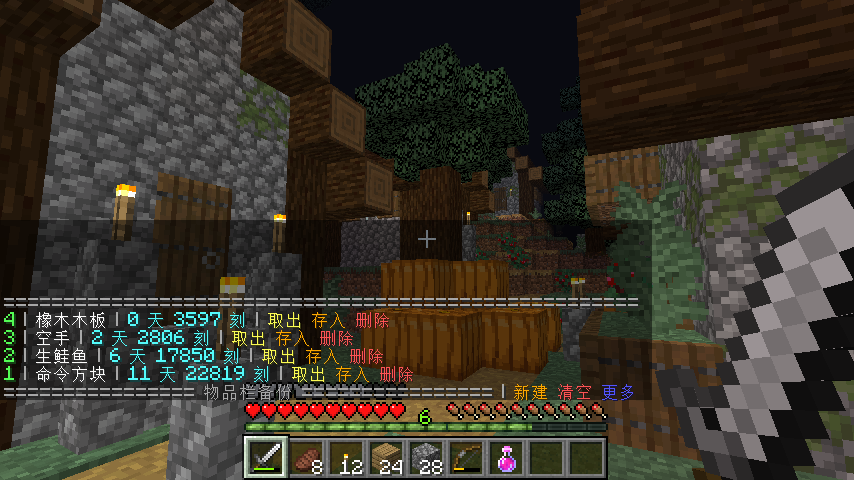 4 | 橡木木板 | 0 天 3597 刻 | 取出 存入 删除
3 | 空手 | 2 天 2806 刻 | 取出 存入 删除
2 | 生鲑鱼 | 6 天 17850 刻 | 取出 存入 删除
1 | 命令方块 | 11 天 22819 刻 | 取出 存入 删除
物品栏备份 | 新建 清空 更多
6
8 12 24 28